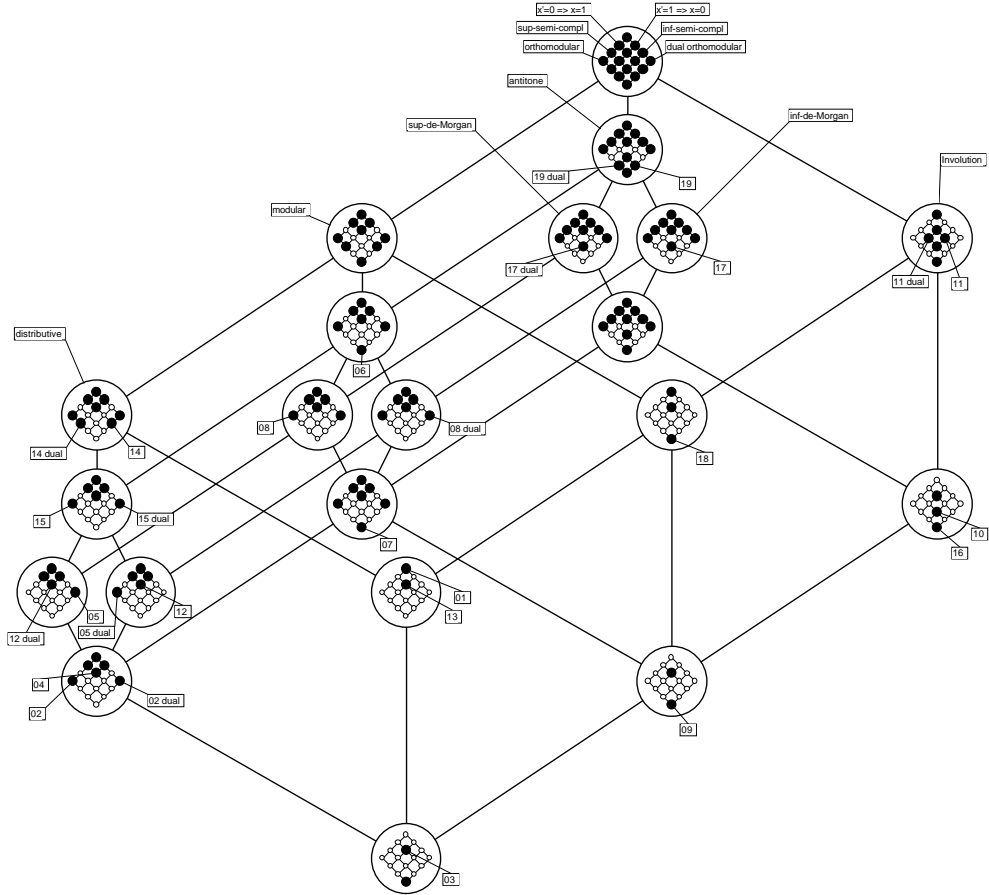 x'=0 => x=1
x'=1 => x=0
sup-semi-compl
inf-semi-compl
orthomodular
dual orthomodular
antitone
sup-de-Morgan
inf-de-Morgan
Involution
19 dual
19
modular
17 dual
17
11 dual
11
distributive
06
08
08 dual
14 dual
14
18
15
15 dual
07
10
16
01
13
05
12
12 dual
05 dual
04
02
02 dual
09
03